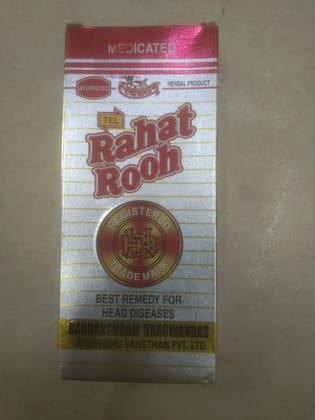 MEDICATED
AYURVEDIC
HERBAL PRODUCT
TEL
Rahat
Rooh
REGISTERED
TRADE MARK
BEST REMEDY FOR
HEAD DISEASES
HARBANSHRAM BHAGWANDAS
AYURVEDIC SANSTHAN PVT. LTD.